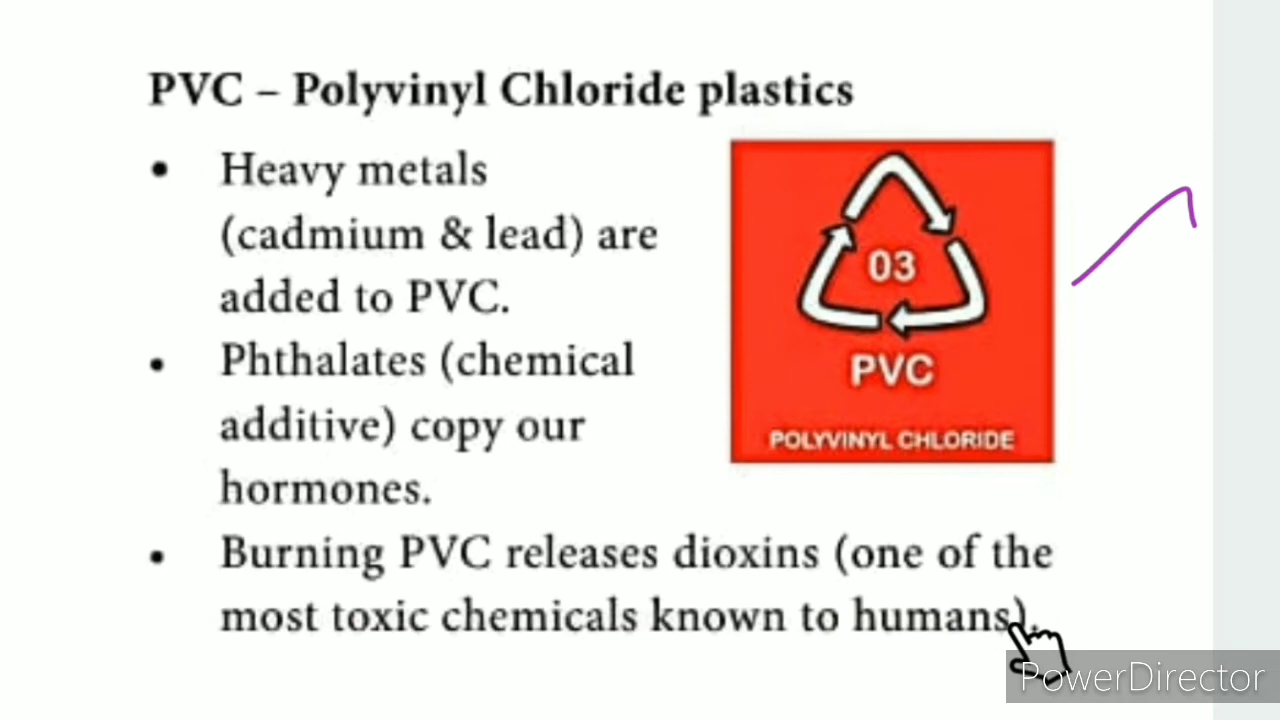 PVC – Polyvinyl Chloride plastics
• Heavy metals
(cadmium & lead) are
added to PVC.
• Phthalates (chemical
additive) copy our
hormones.
03
PVC
POLYVINYL CHLORIDE
• Burning PVC releases dioxins (one of the
most toxic chemicals known to humans).
PowerDirector